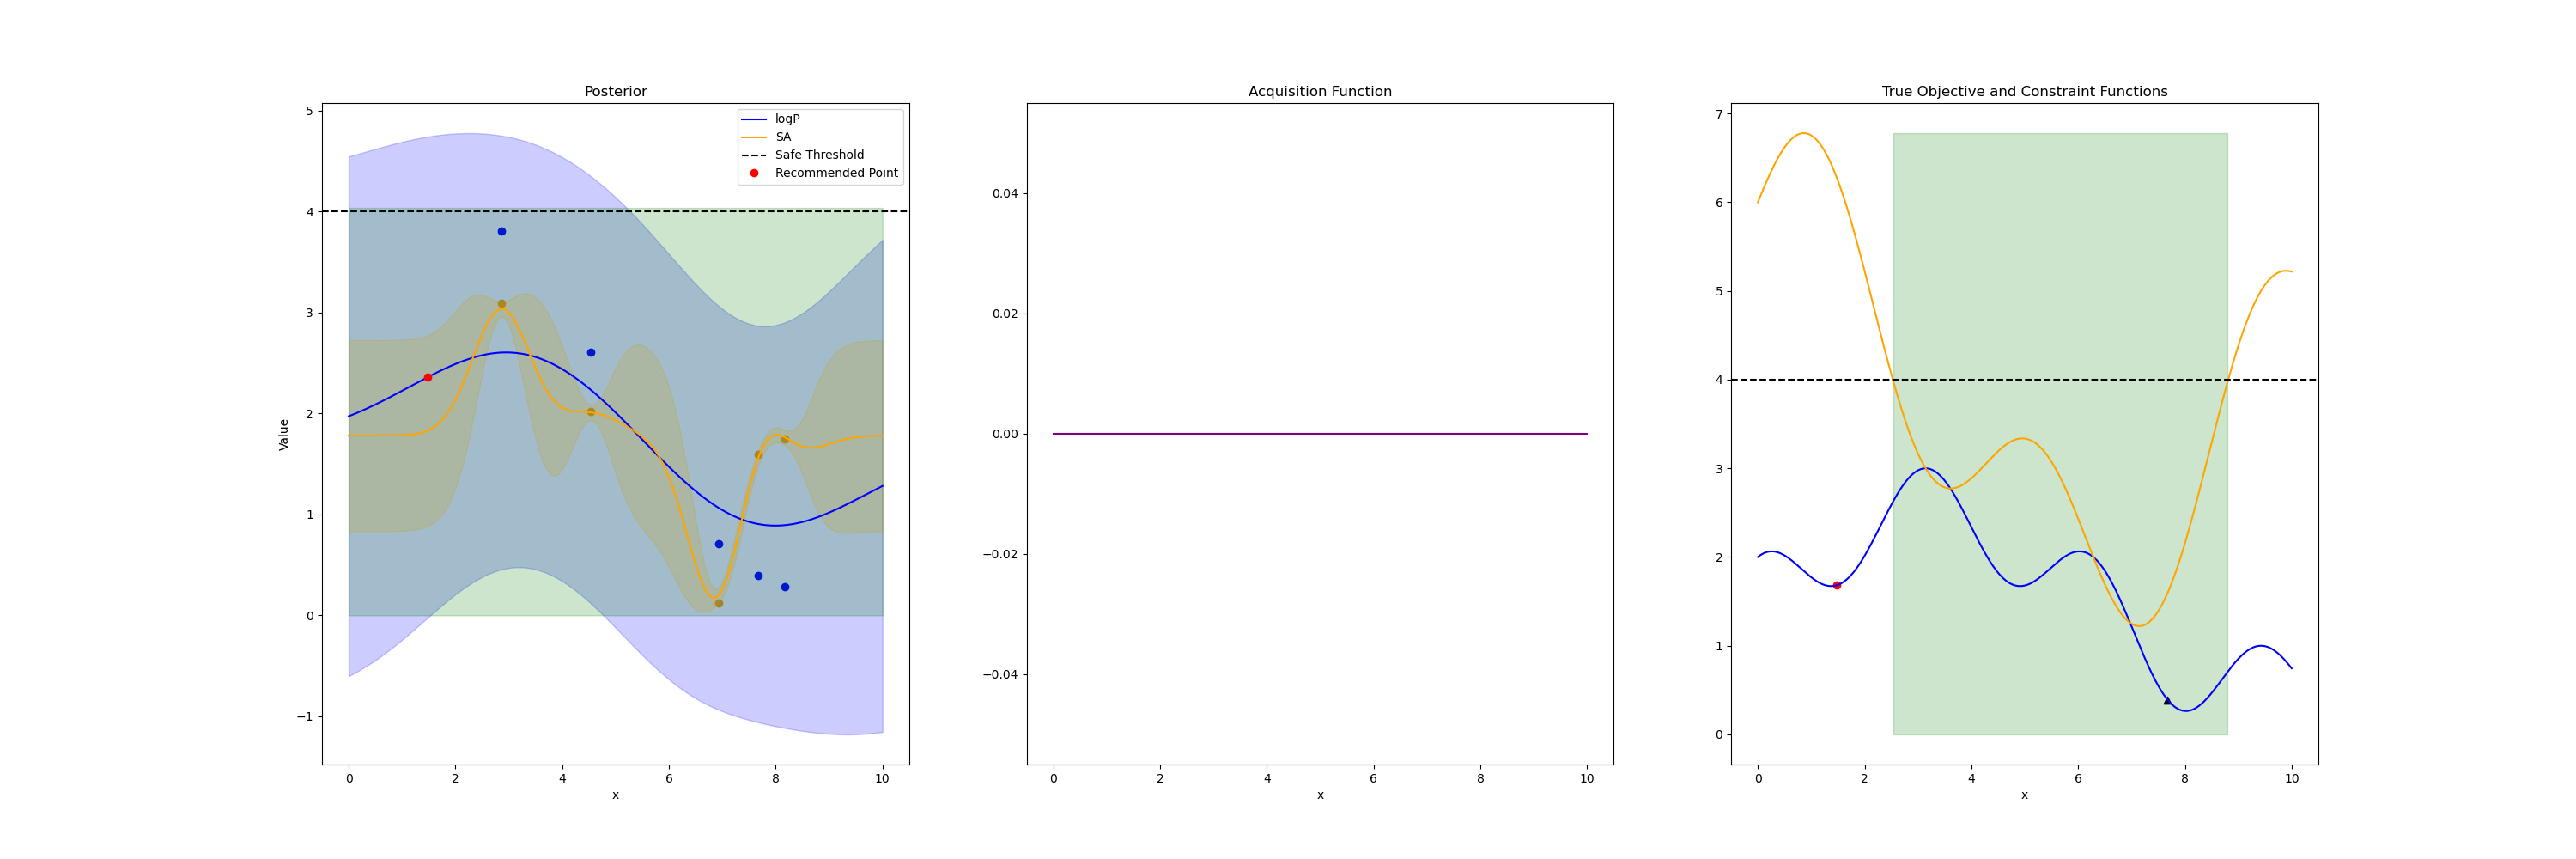 Posterior
5
4
3
2
1
0
−1
Value
0 2 4 6 8 10
x
logP
SA
Safe Threshold
Recommended Point
Acquisition Function
0.04
0.02
0.00
−0.02
−0.04
0 2 4 6 8 10
x
True Objective and Constraint Functions
7
6
5
4
3
2
1
0
0 2 4 6 8 10
x